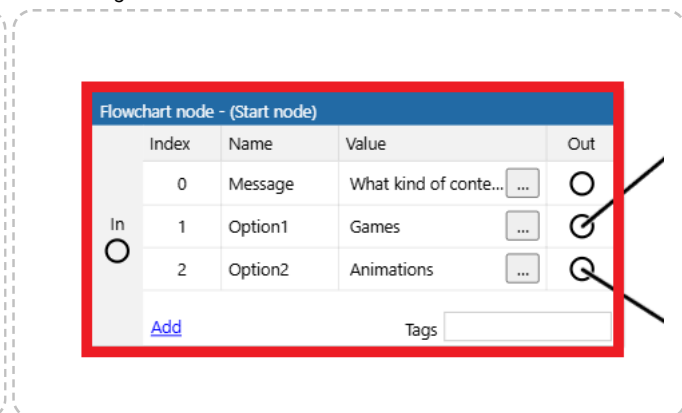 Flowchart node - (Start node)
Index Name Value Out
0 Message What kind of conte... ...
In
1 Option1 Games ...
2 Option2 Animations ...
Add Tags